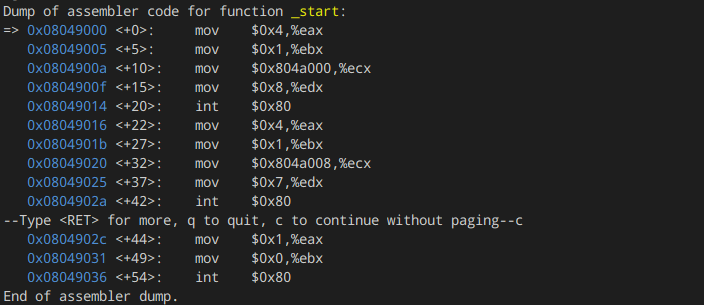 Dump of assembler code for function _start:
=> 0x08049000 <+0>:	mov    $0x4,%eax
   0x08049005 <+5>:	mov    $0x1,%ebx
   0x0804900a <+10>:	mov    $0x804a000,%ecx
   0x0804900f <+15>:	mov    $0x8,%edx
   0x08049014 <+20>:	int    $0x80
   0x08049016 <+22>:	mov    $0x4,%eax
   0x0804901b <+27>:	mov    $0x1,%ebx
   0x08049020 <+32>:	mov    $0x804a008,%ecx
   0x08049025 <+37>:	mov    $0x7,%edx
   0x0804902a <+42>:	int    $0x80
--Type <RET> for more, q to quit, c to continue without paging--c
   0x0804902c <+44>:	mov    $0x1,%eax
   0x08049031 <+49>:	mov    $0x0,%ebx
   0x08049036 <+54>:	int    $0x80
End of assembler dump.